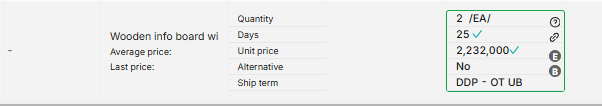 -
Wooden info board wi
Average price:
Last price:
Quantity 2 /EA/
Days 25
Unit price 2,232,000
Alternative No
Ship term DDP - OT UB
?
E
B